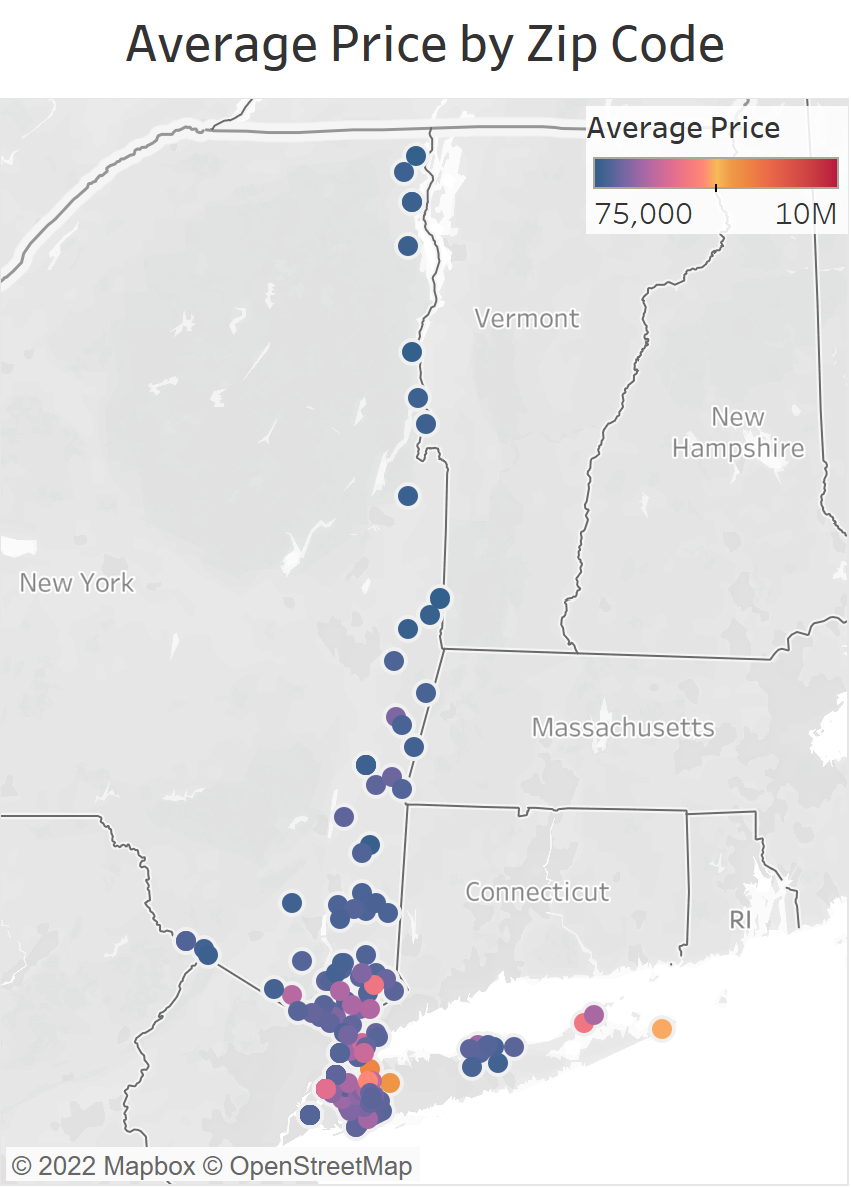 Average Price by Zip Code
Average Price
75,000 10M
Vermont
New
Hampshire
New York
Massachusetts
Connecticut
RI
© 2022 Mapbox © OpenStreetMap